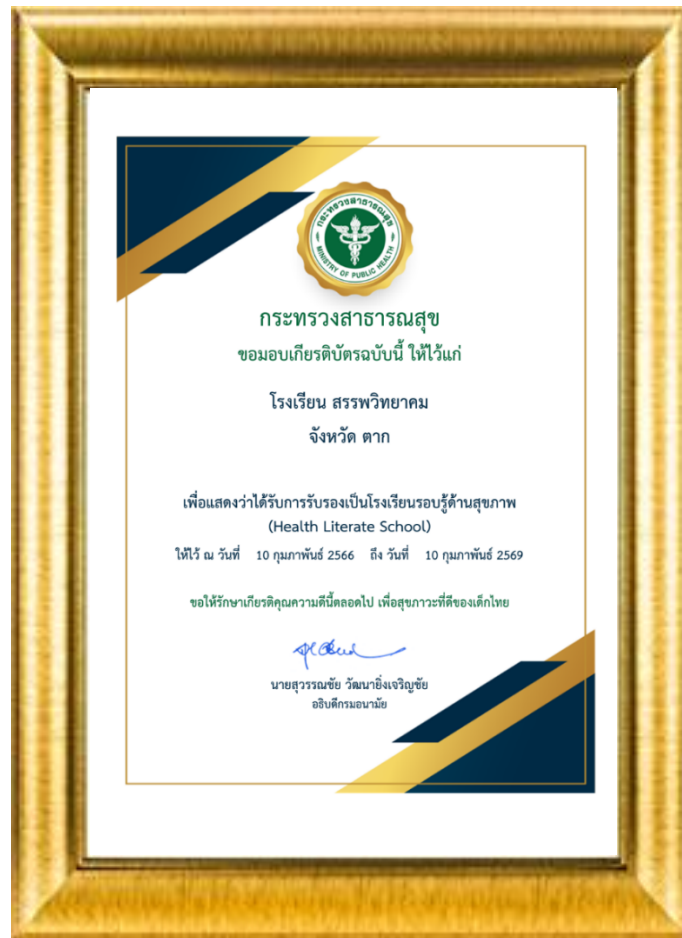 กระทรวงสาธารณสุข
MINISTRY OF PUBLIC HEALTH
กระทรวงสาธารณสุข
ขอมอบเกียรติบัตรฉบับนี้ ให้ไว้แก่
โรงเรียน สรรพวิทยาคม
จังหวัด ตาก
เพื่อแสดงว่าได้รับการรับรองเป็นโรงเรียนรอบรู้ด้านสุขภาพ
(Health Literate School)
ให้ไว้ ณ วันที่ 10 กุมภาพันธ์ 2566 ถึง วันที่ 10 กุมภาพันธ์ 2569
ขอให้รักษาเกียรติคุณความดีนี้ตลอดไป เพื่อสุขภาวะที่ดีของเด็กไทย
นายสุวรรณชัย วัฒนายิ่งเจริญชัย
อธิบดีกรมอนามัย